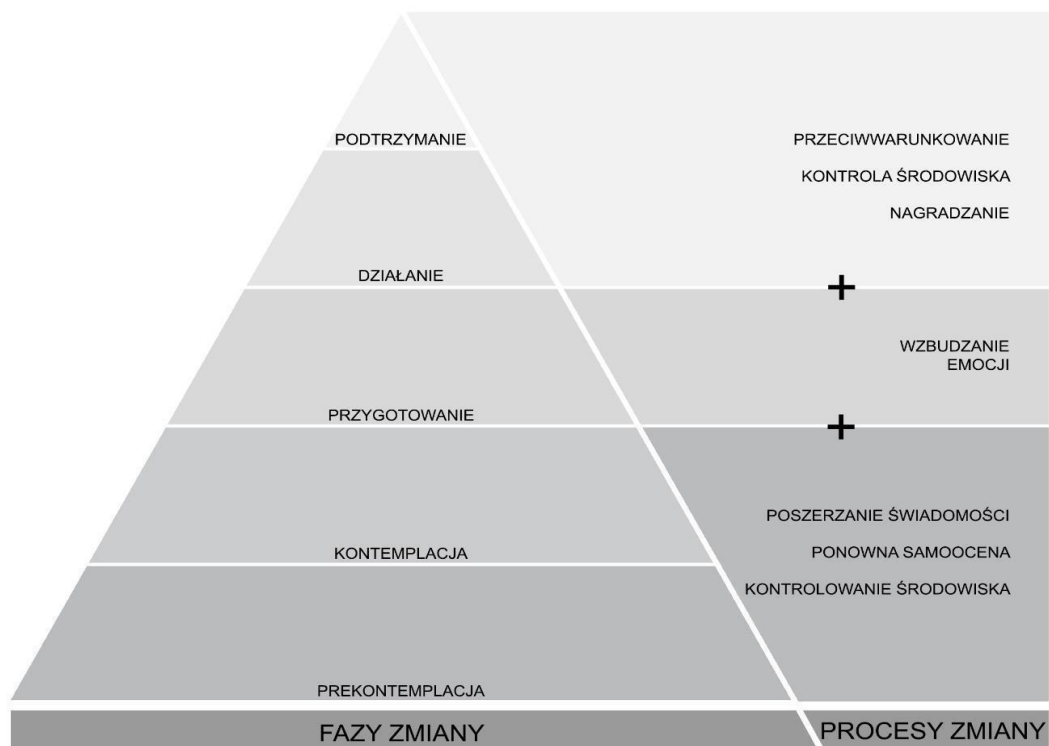 PODTRZYMANIE
DZIAŁANIE
PRZYGOTOWANIE
KONTEMPLACJA
PREKONTEMPLACJA
FAZY ZMIANY
PRZECIWWARUNKOWANIE
KONTROLA ŚRODOWISKA
NAGRADZANIE
+
WZBUDZANIE
EMOCJI
+
POSZERZANIE ŚWIADOMOŚCI
PONOWNA SAMOOCENA
KONTROLOWANIE ŚRODOWISKA
PROCESY ZMIANY